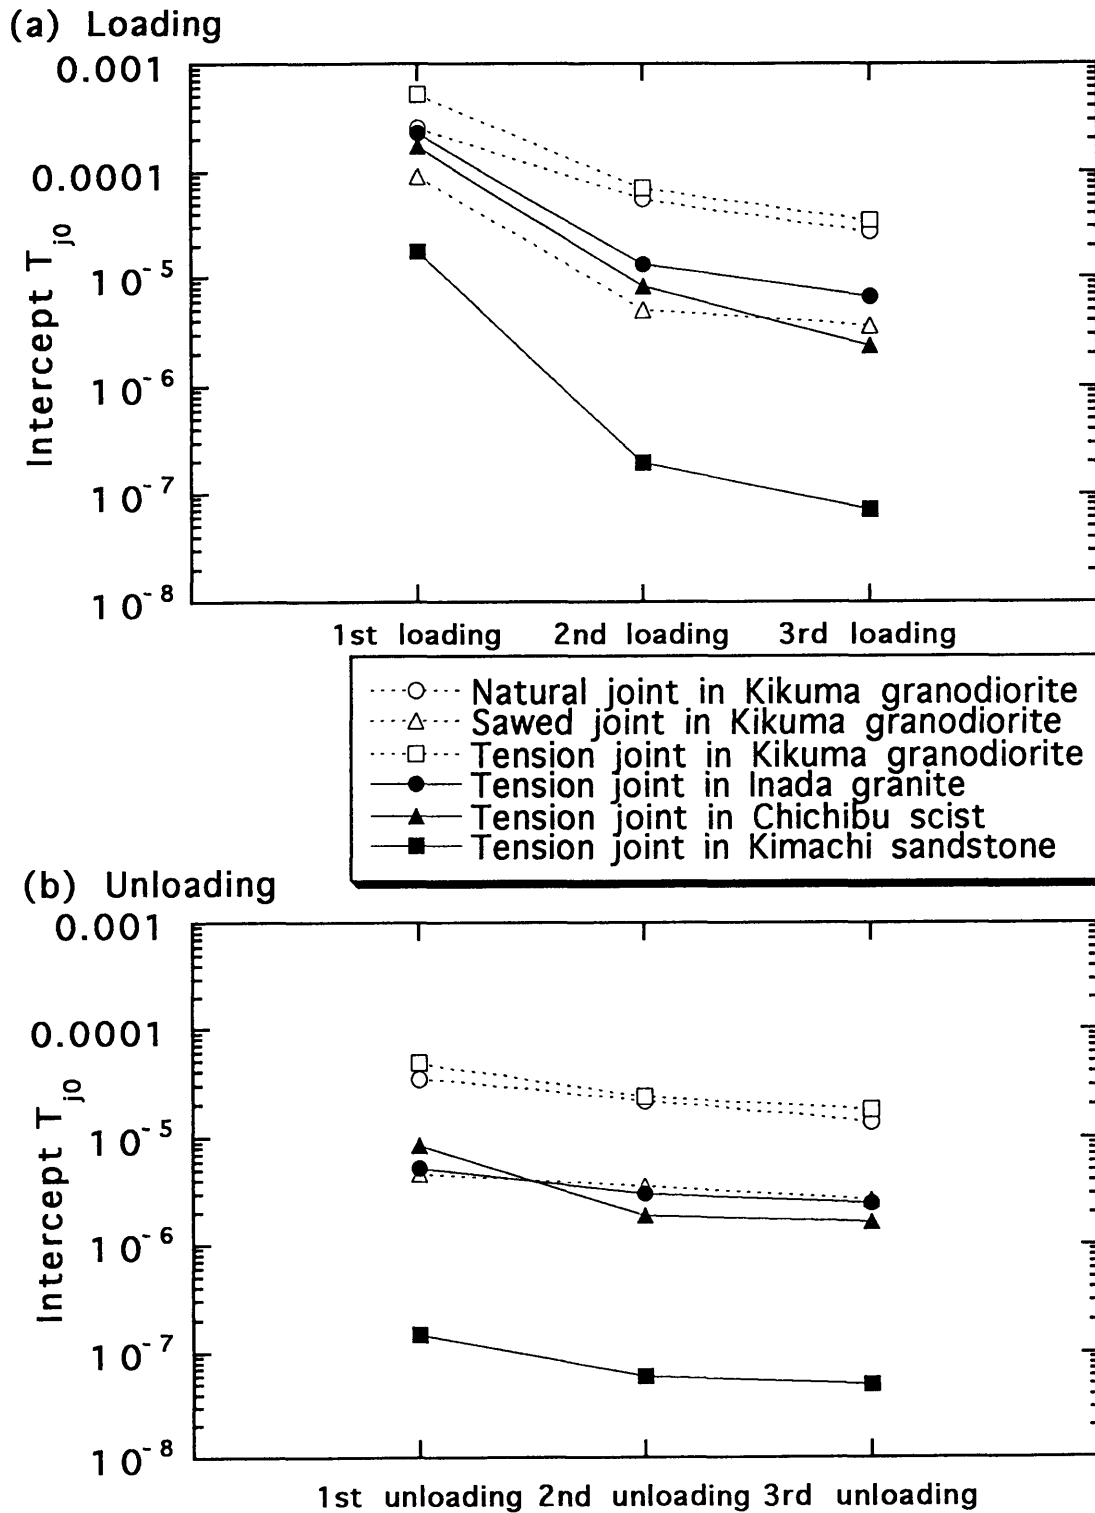 (a) Loading
0.001
0.0001
10-5
10-6
10-7
10-8
Intercept Tj0
1st loading 2nd loading 3rd loading
Natural joint in Kikuma granodiorite
Sawed joint in Kikuma granodiorite
Tension joint in Kikuma granodiorite
Tension joint in Inada granite
Tension joint in Chichibu scist
Tension joint in Kimachi sandstone
(b) Unloading
0.001
0.0001
10-5
10-6
10-7
10-8
Intercept Tj0
1st unloading 2nd unloading 3rd unloading